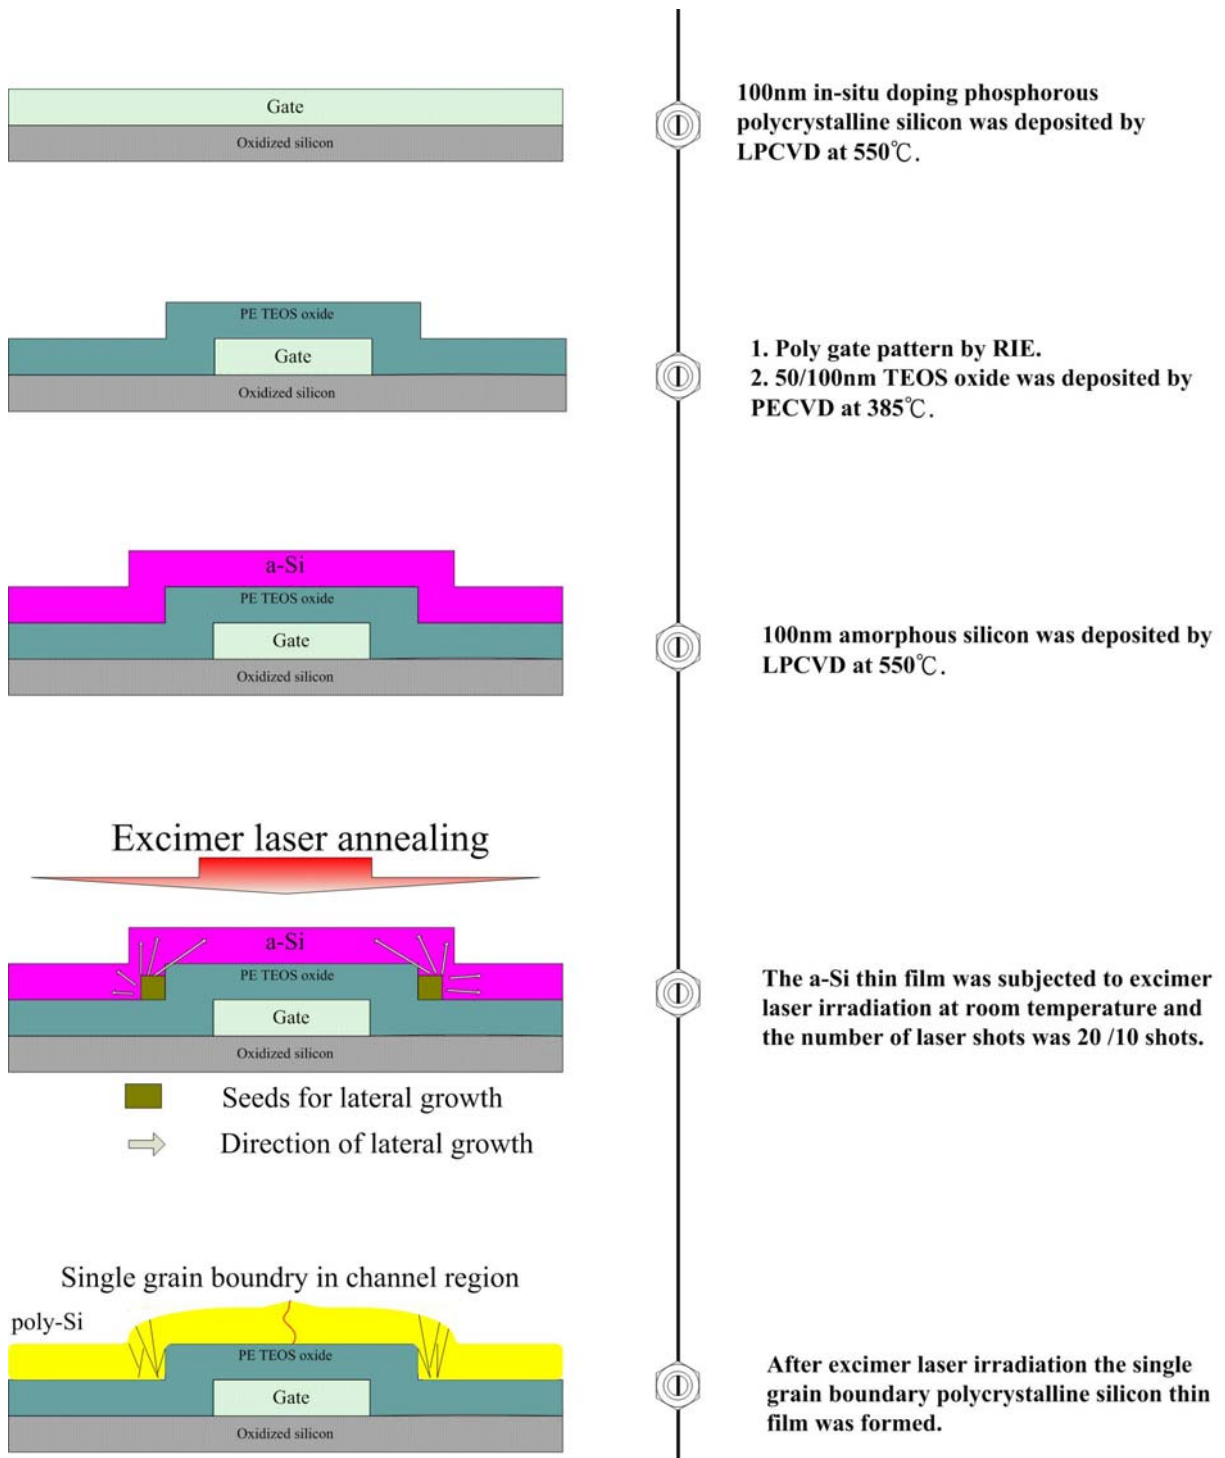 Gate
Oxidized silicon
100nm in-situ doping phosphorous
polycrystalline silicon was deposited by
LPCVD at 550℃.
PE TEOS oxide
Gate
Oxidized silicon
1. Poly gate pattern by RIE.
2. 50/100nm TEOS oxide was deposited by
PECVD at 385℃.
a-Si
PE TEOS oxide
Gate
Oxidized silicon
100nm amorphous silicon was deposited by
LPCVD at 550℃.
Excimer laser annealing
a-Si
PE TEOS oxide
Gate
Oxidized silicon
Seeds for lateral growth
Direction of lateral growth
The a-Si thin film was subjected to excimer
laser irradiation at room temperature and
the number of laser shots was 20 /10 shots.
Single grain boundry in channel region
poly-Si
PE TEOS oxide
Gate
Oxidized silicon
After excimer laser irradiation the single
grain boundary polycrystalline silicon thin
film was formed.